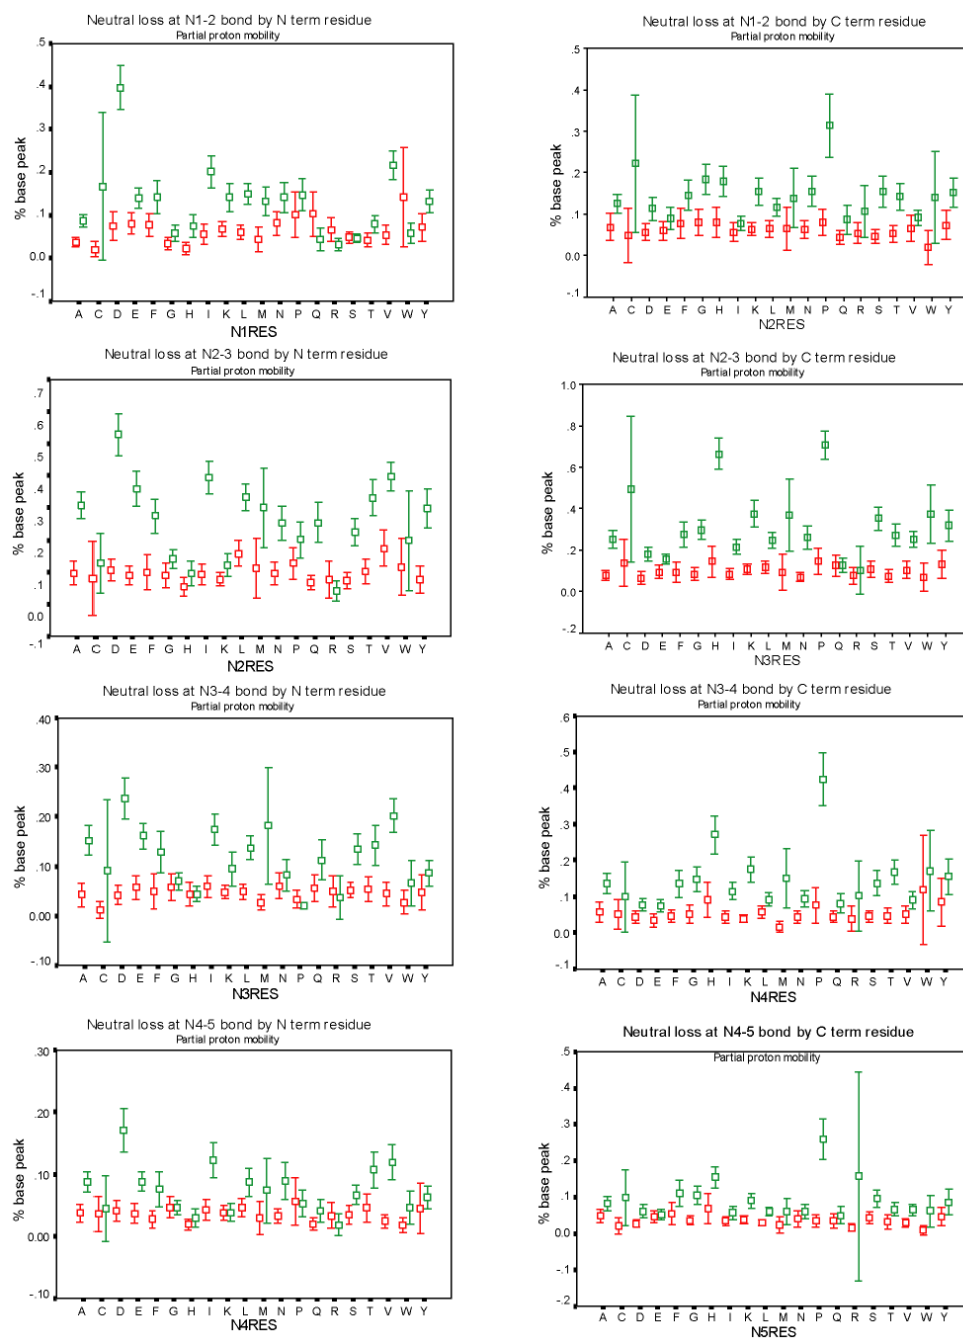 Neutral loss at N1-2 bond by N term residue
Partial proton mobility
% base peak
.5
.4
.3
.2
.1
0.0
-.1
A C D E F G H I K L M N P Q R S T V W Y
N1RES
Neutral loss at N1-2 bond by C term residue
Partial proton mobility
% base peak
.5
.4
.3
.2
.1
0.0
-.1
A C D E F G H I K L M N P Q R S T V W Y
N2RES
Neutral loss at N2-3 bond by N term residue
Partial proton mobility
% base peak
.7
.6
.5
.4
.3
.2
.1
0.0
-.1
A C D E F G H I K L M N P Q R S T V W Y
N2RES
Neutral loss at N2-3 bond by C term residue
Partial proton mobility
% base peak
1.0
.8
.6
.4
.2
0.0
-.2
A C D E F G H I K L M N P Q R S T V W Y
N3RES
Neutral loss at N3-4 bond by N term residue
Partial proton mobility
% base peak
.40
.30
.20
.10
0.00
-.10
A C D E F G H I K L M N P Q R S T V W Y
N3RES
Neutral loss at N3-4 bond by C term residue
Partial proton mobility
% base peak
.6
.5
.4
.3
.2
.1
0.0
-.1
A C D E F G H I K L M N P Q R S T V W Y
N4RES
Neutral loss at N4-5 bond by N term residue
Partial proton mobility
% base peak
.30
.20
.10
0.00
-.10
A C D E F G H I K L M N P Q R S T V W Y
N4RES
Neutral loss at N4-5 bond by C term residue
Partial proton mobility
% base peak
.5
.4
.3
.2
.1
0.0
-.1
-.2
A C D E F G H I K L M N P Q R S T V W Y
N5RES